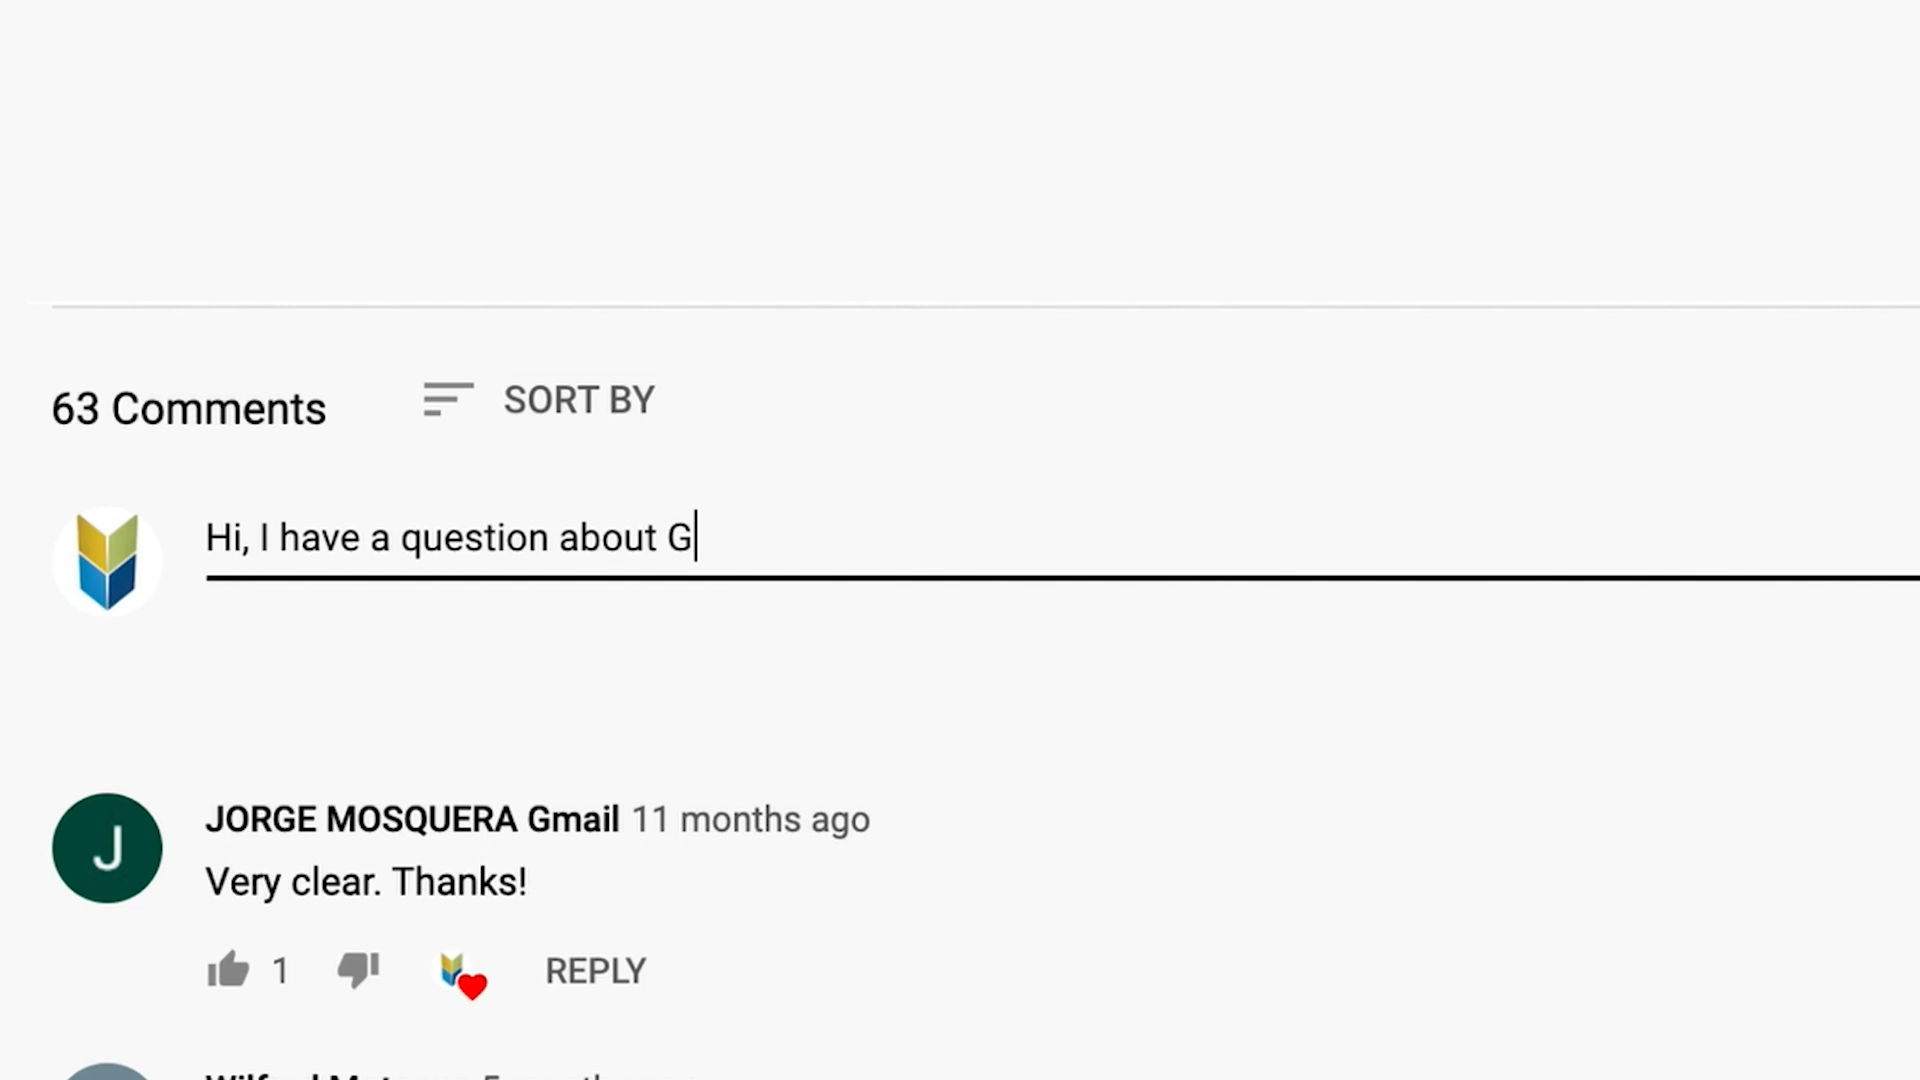 63 Comments
SORT BY
Hi, I have a question about G
J
JORGE MOSQUERA Gmail 11 months ago
Very clear. Thanks!
1
REPLY